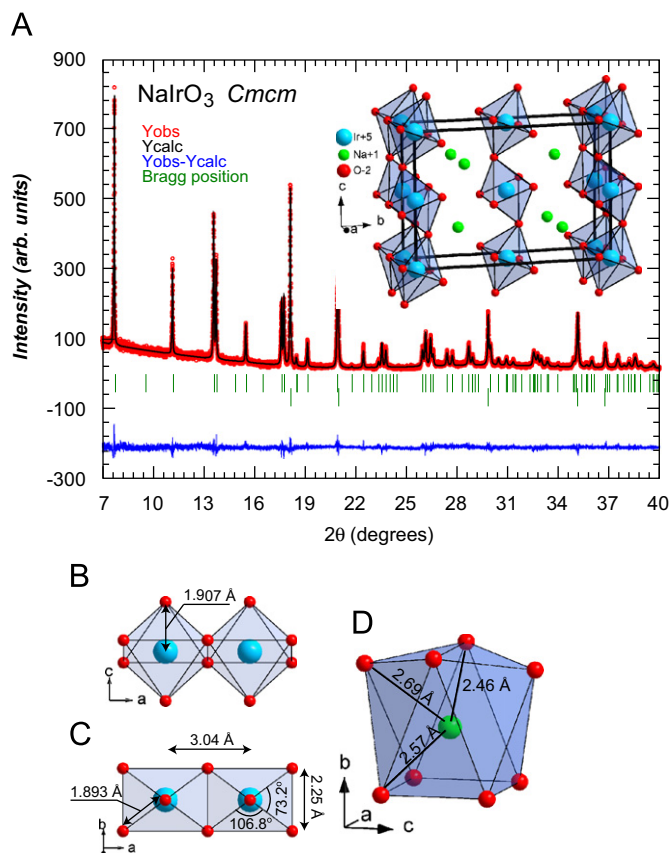 A
NaIrO3 Cmcm
Yobs
Ycalc
Yobs-Ycalc
Bragg position
Ir+5
Na+1
O-2
c
a
b
Intensity (arb. units)
900
700
500
300
100
-100
-300
7 10 13 16 19 22 25 28 31 34 37 40
2θ (degrees)
B
1.907 Å
c
a
C
3.04 Å
1.893 Å
73.2°
106.8°
2.25 Å
b
a
D
2.69 Å
2.46 Å
2.57 Å
b
a
c